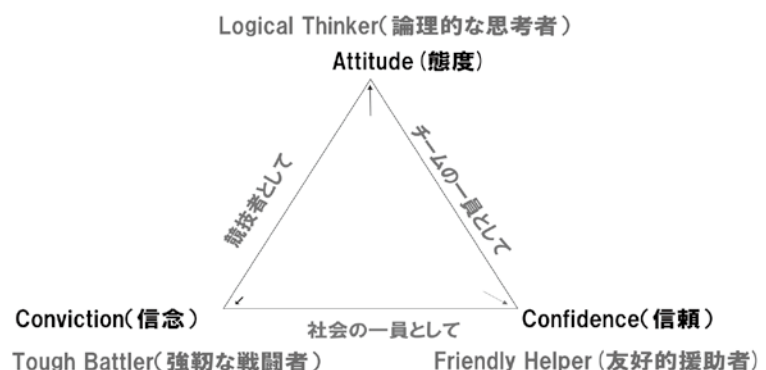 Logical Thinker(論理的な思考者)
Attitude (態度)
競技者として
チームの一員として
Conviction(信念)
社会の一員として
Confidence(信頼)
Tough Battler(強靭な戦闘者)
Friendly Helper (友好的援助者)